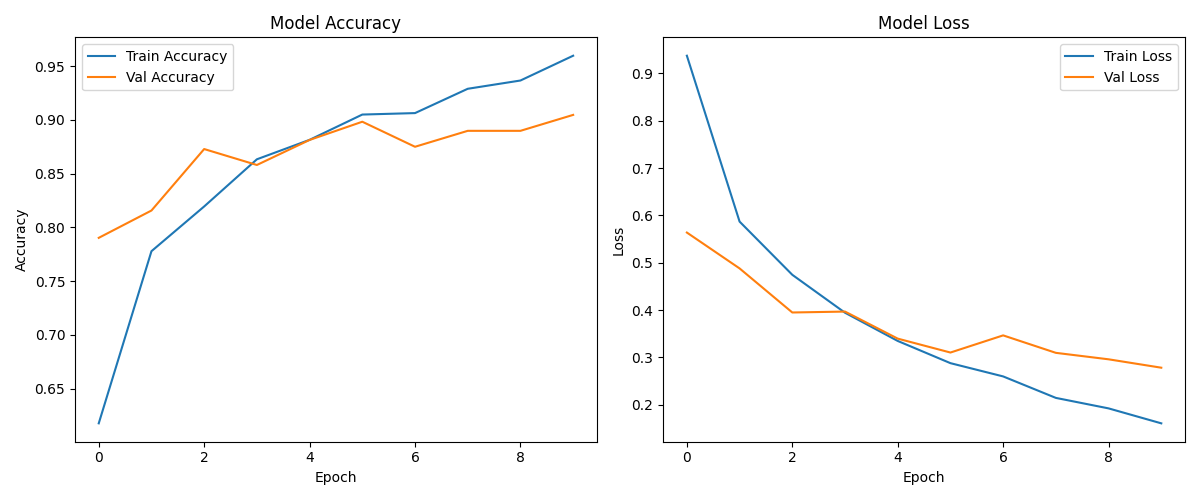 Model Accuracy
Train Accuracy
Val Accuracy
0.95
0.90
0.85
0.80
0.75
0.70
0.65
Accuracy
0 2 4 6 8
Epoch
Model Loss
Train Loss
Val Loss
0.9
0.8
0.7
0.6
0.5
0.4
0.3
0.2
Loss
0 2 4 6 8
Epoch